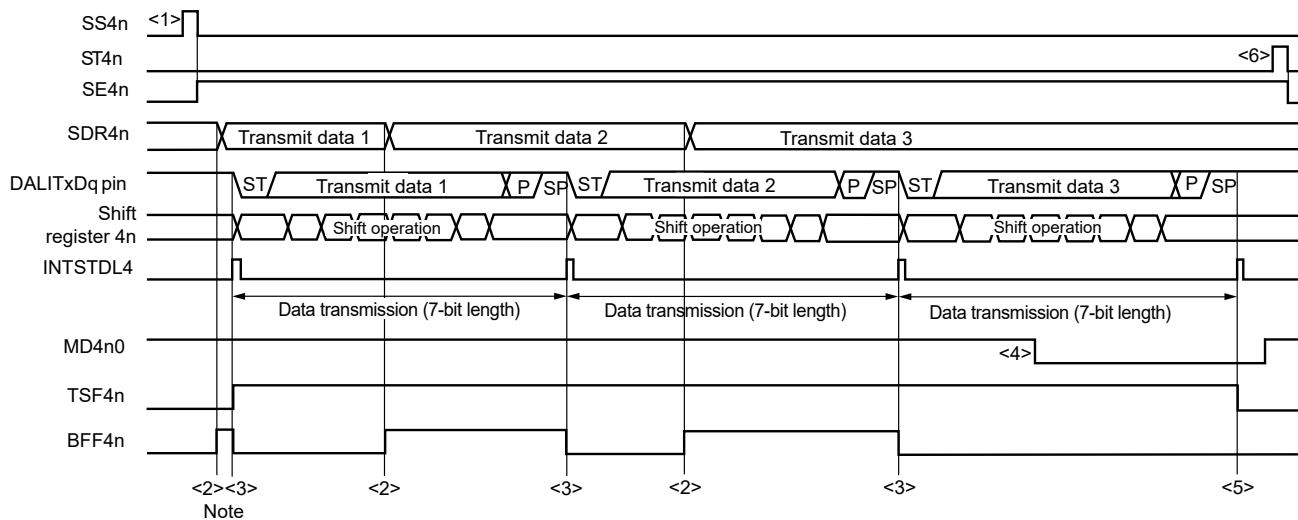 SS4n <1>
ST4n <6>
SE4n
SDR4n Transmit data 1 Transmit data 2 Transmit data 3
DALITxDq pin ST Transmit data 1 P SP ST Transmit data 2 P SP ST Transmit data 3 P SP
Shift
register 4n Shift operation Shift operation Shift operation
INTSTDL4
Data transmission (7-bit length) Data transmission (7-bit length) Data transmission (7-bit length)
MD4n0 <4>
TSF4n
BFF4n
<2><3> <2> <3> <2> <3> <5>
Note